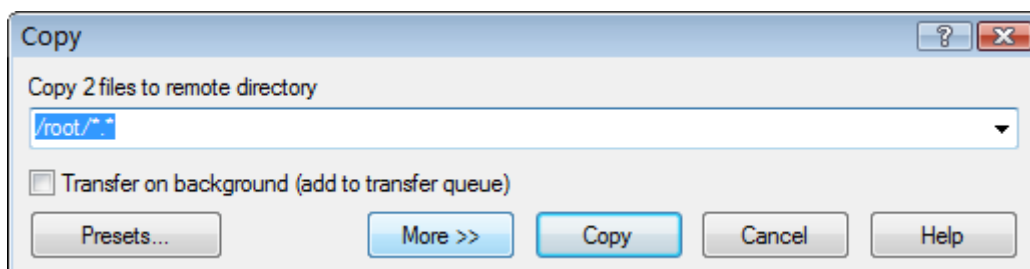 Copy
Copy 2 files to remote directory
/root/*.*
Transfer on background (add to transfer queue)
Presets... More >> Copy Cancel Help